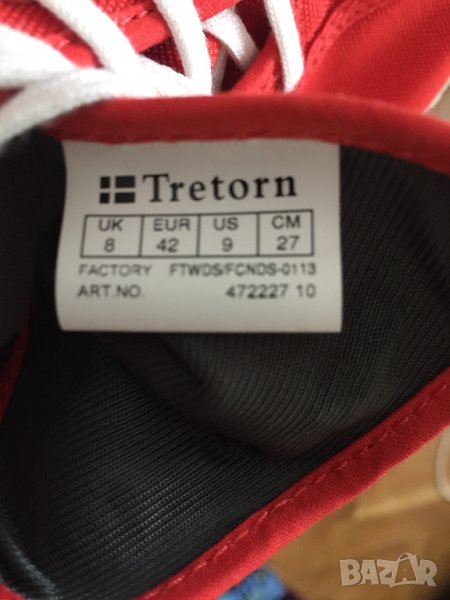 Tretorn
UK EUR US CM
8 42 9 27
FACTORY FTWDS/FCNDS-0113
ART.NO. 472227 10
BAZAR